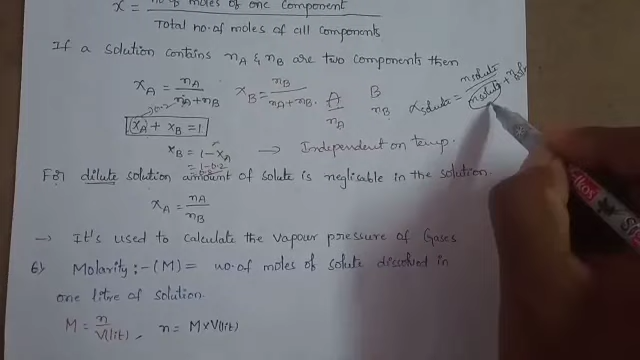 x = no. of moles of one component
Total no. of moles of all components
If a solution contains nA & nB are two components then
xA = nA / nA+nB
xB = nB / nA+nB.
A
nA
B
nB
xsolute = nsolute / nsolute +
xA + xB = 1
xB = 1-xA
= 1-0.2
→ Independent on temp.
For dilute solution amount of solute is neglisable in the solution.
xA = nA / nB
→ It's used to calculate the vapour pressure of Gases
6) Molarity :- (M) = no. of moles of solute dissolved in
one litre of solution.
M = n / V(lit) , n = M×V(lit)